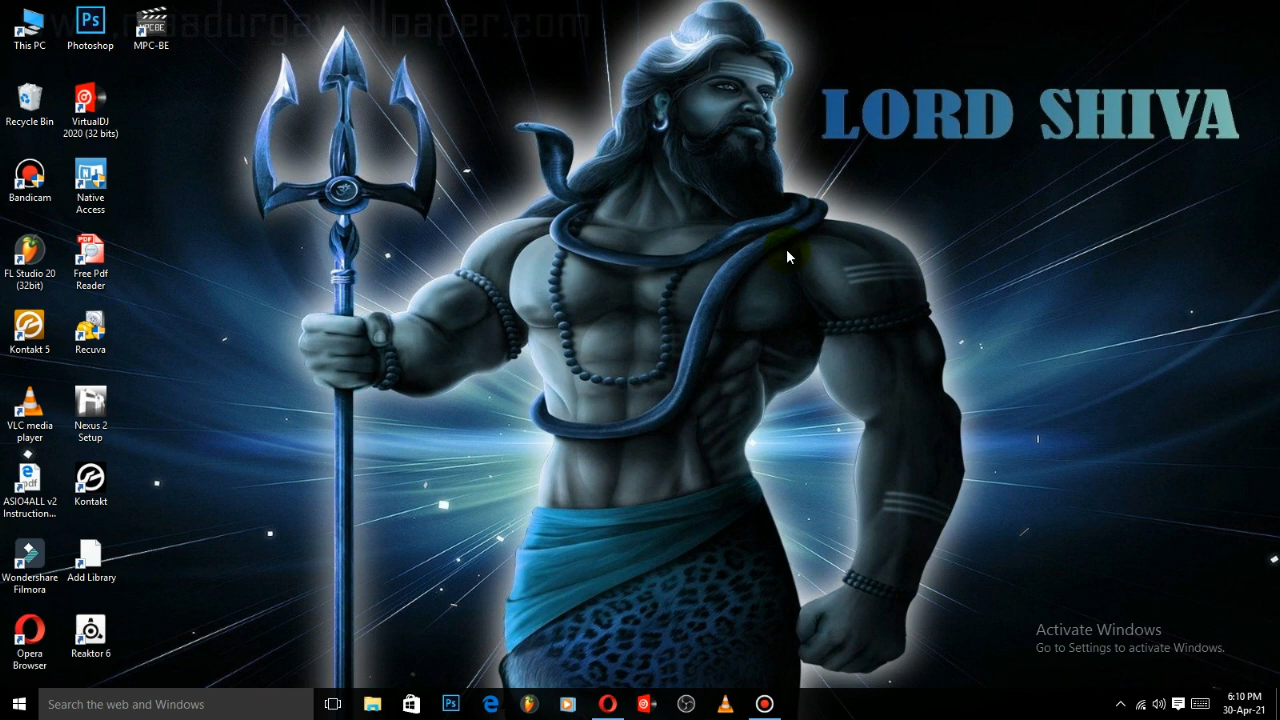 www.maadurgawallpaper.com
LORD SHIVA
This PC
Photoshop
MPC-BE
Recycle Bin
VirtualDJ
2020 (32 bits)
Bandicam
Native
Access
FL Studio 20
(32bit)
Free Pdf
Reader
Kontakt 5
Recuva
VLC media
player
Nexus 2
Setup
ASIO4ALL v2
Instruction...
Kontakt
Wondershare
Filmora
Add Library
Opera
Browser
Reaktor 6
Activate Windows
Go to Settings to activate Windows.
Search the web and Windows
6:10 PM
30-Apr-21